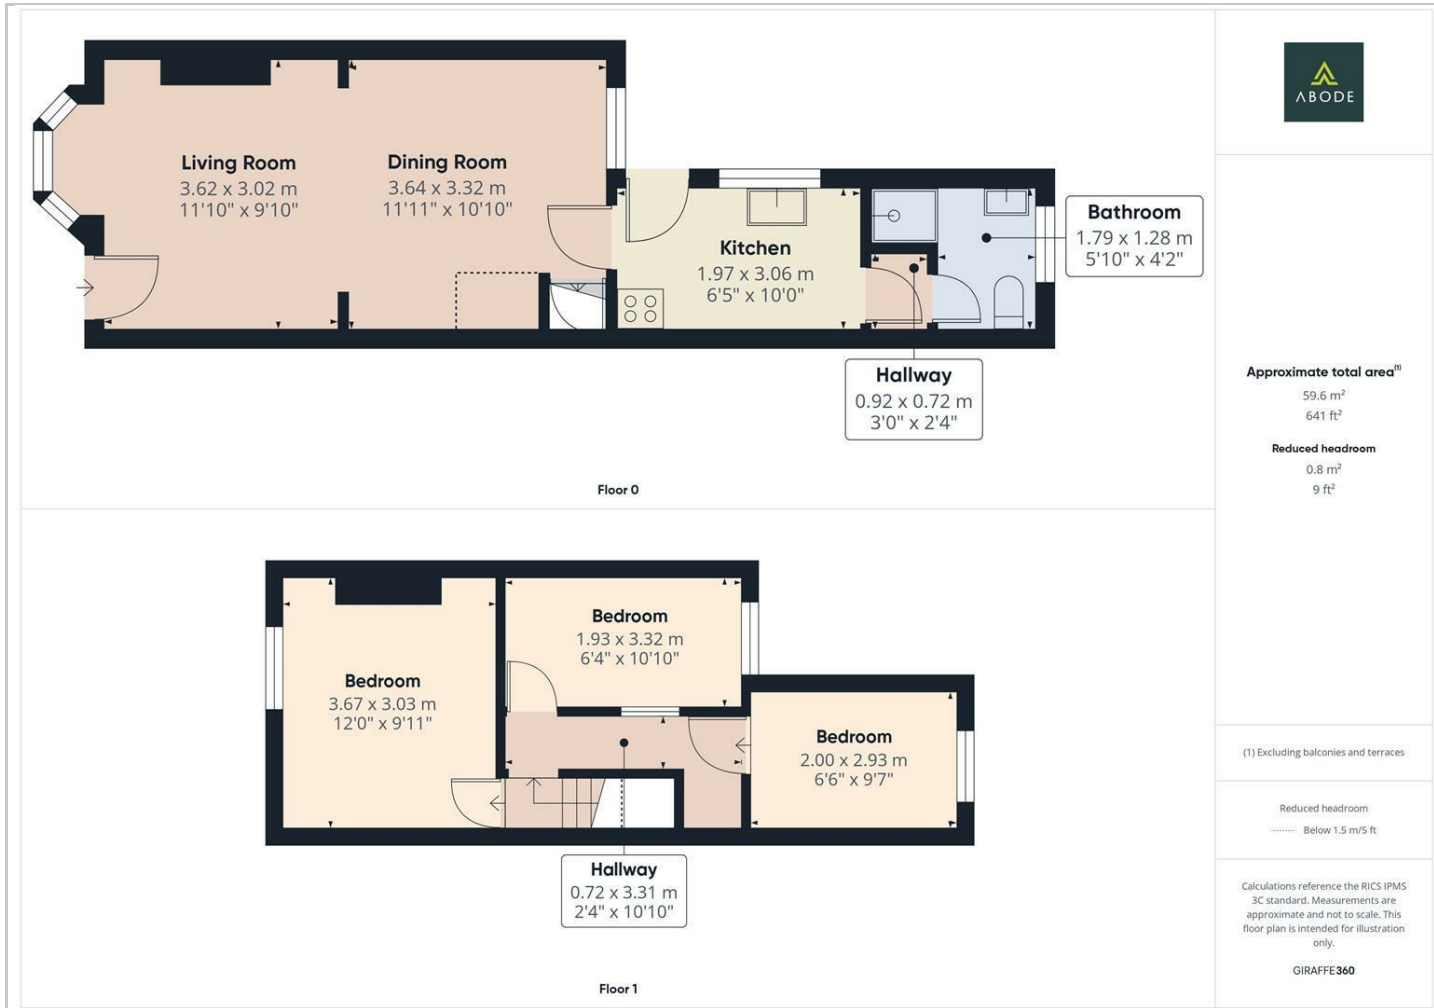 Living Room
3.62 x 3.02 m
11'10" x 9'10"
Dining Room
3.64 x 3.32 m
11'11" x 10'10"
Kitchen
1.97 x 3.06 m
6'5" x 10'0"
Bathroom
1.79 x 1.28 m
5'10" x 4'2"
Hallway
0.92 x 0.72 m
3'0" x 2'4"
Floor 0
Bedroom
3.67 x 3.03 m
12'0" x 9'11"
Bedroom
1.93 x 3.32 m
6'4" x 10'10"
Bedroom
2.00 x 2.93 m
6'6" x 9'7"
Hallway
0.72 x 3.31 m
2'4" x 10'10"
Floor 1
ABODE
Approximate total area(1)
59.6 m²
641 ft²
Reduced headroom
0.8 m²
9 ft²
(1) Excluding balconies and terraces
Reduced headroom
Below 1.5 m/5 ft
Calculations reference the RICS IPMS
3C standard. Measurements are
approximate and not to scale. This
floor plan is intended for illustration
only.
GIRAFFE360